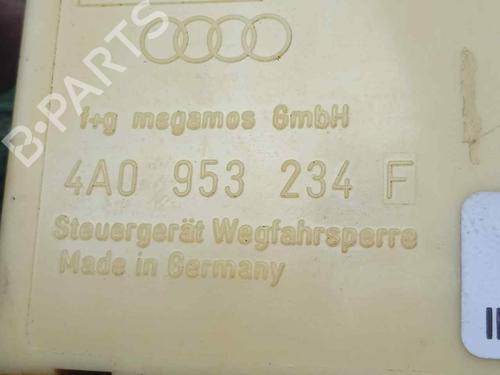 f+g megamos GmbH
4A0 953 234 F
Steuergerät Wegfahrsperre
Made in Germany
B-PARTS